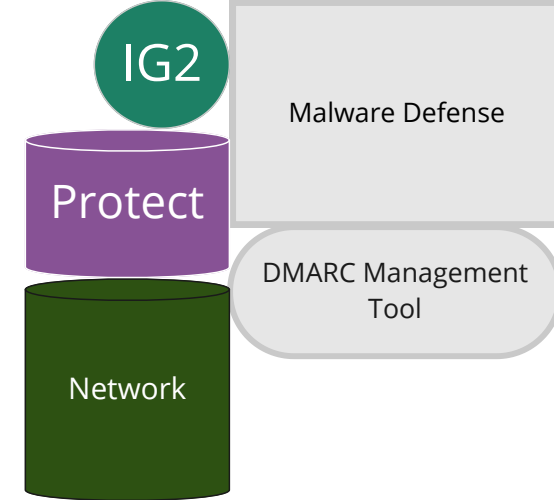 IG2
Malware Defense
Protect
DMARC Management
Tool
Network